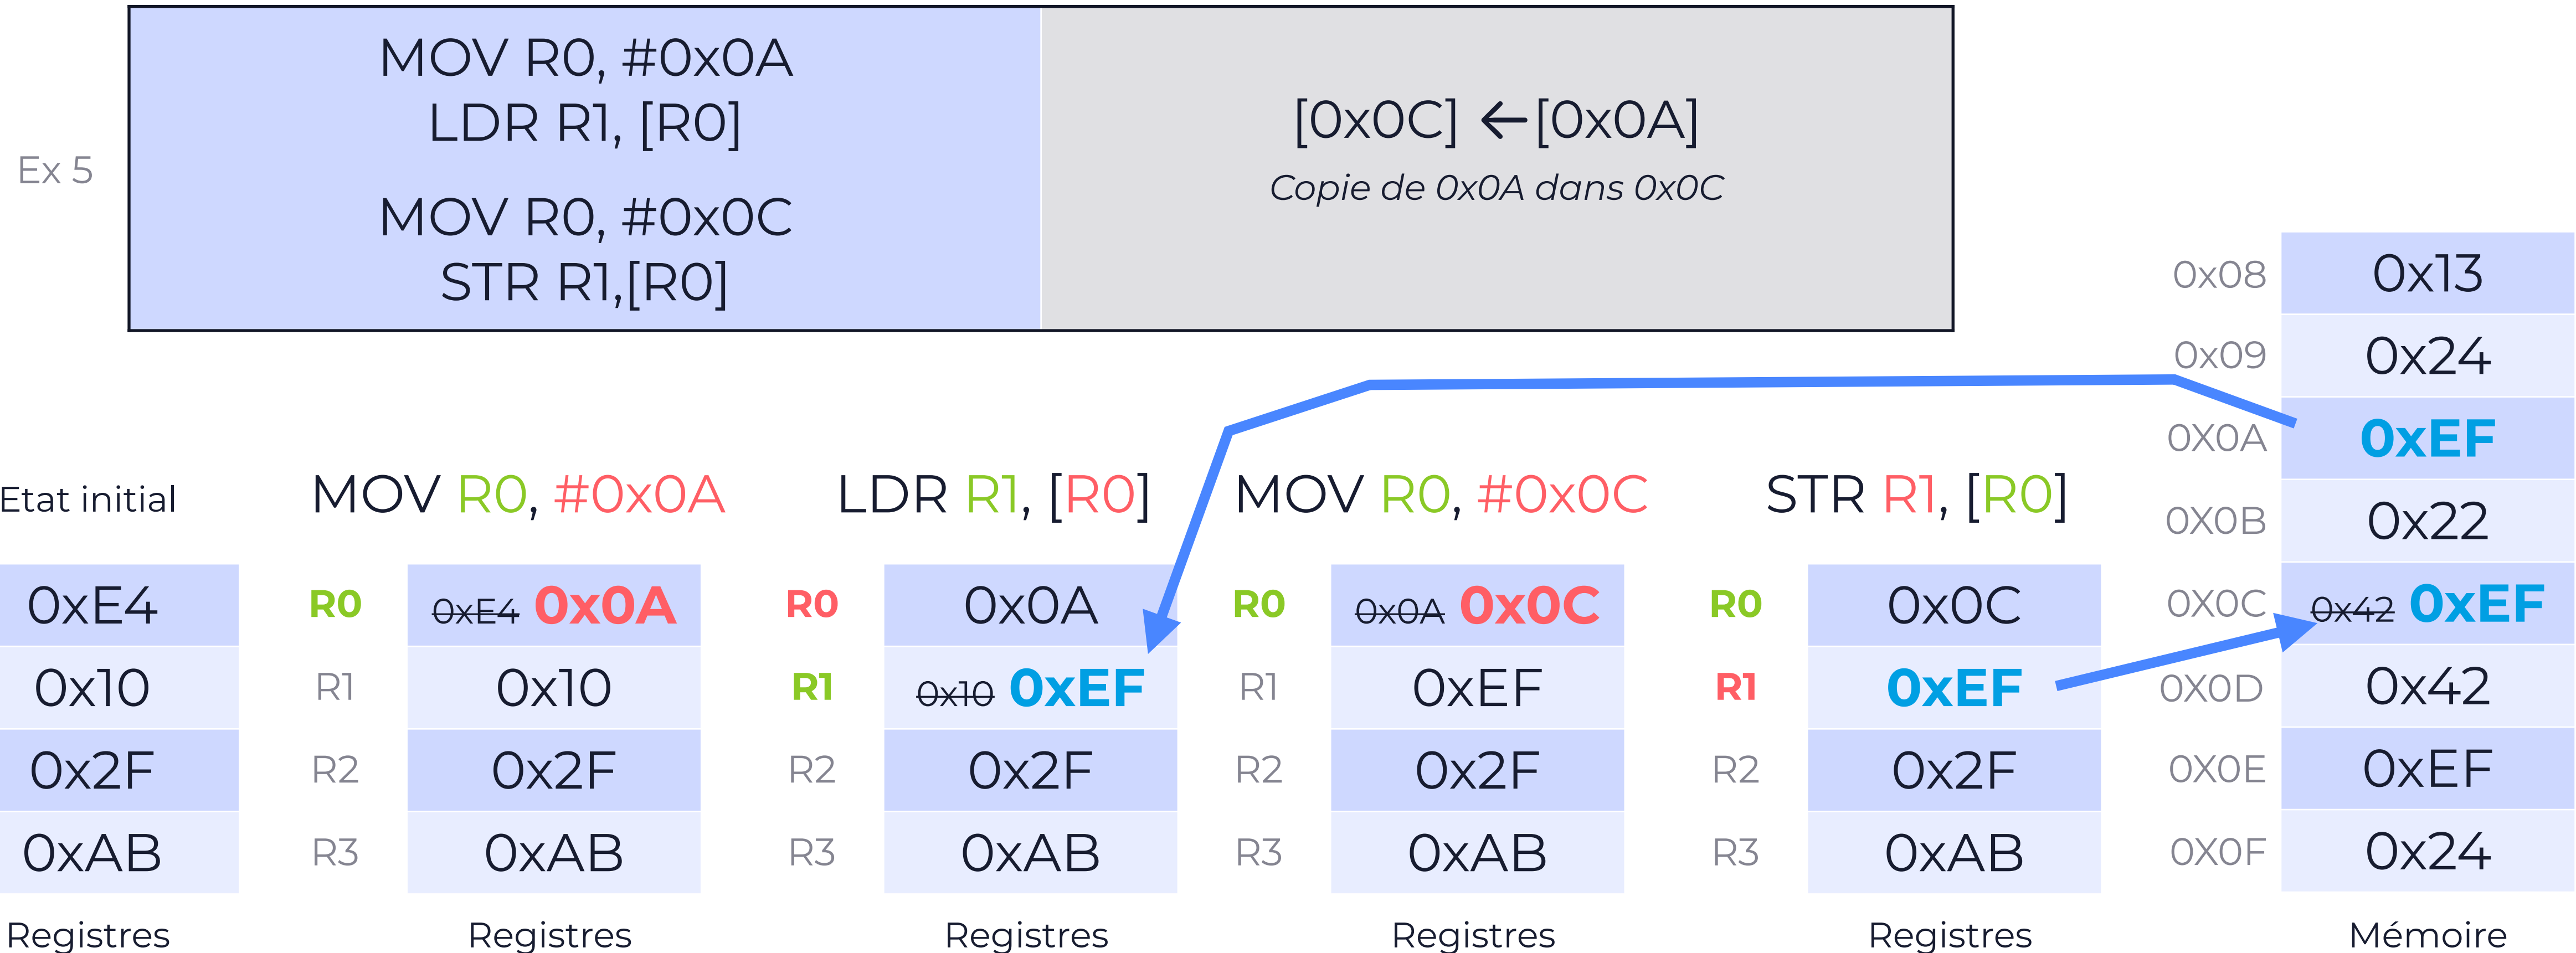 MOV R0, #0x0A
LDR R1, [R0]
MOV R0, #0x0C
STR R1,[R0]
[0x0C] ←[0x0A]
Copie de 0x0A dans 0x0C
Ex 5
Etat initial
MOV R0, #0x0A
LDR R1, [R0]
MOV R0, #0x0C
STR R1, [R0]
0xE4
0x10
0x2F
0xAB
Registres
R0 0xE4 0x0A
R1 0x10
R2 0x2F
R3 0xAB
Registres
R0 0x0A
R1 0x10 0xEF
R2 0x2F
R3 0xAB
Registres
R0 0x0A 0x0C
R1 0xEF
R2 0x2F
R3 0xAB
Registres
R0 0x0C
R1 0xEF
R2 0x2F
R3 0xAB
Registres
0x08 0x13
0x09 0x24
0X0A 0xEF
0X0B 0x22
0X0C 0x42 0xEF
0X0D 0x42
0X0E 0xEF
0X0F 0x24
Mémoire